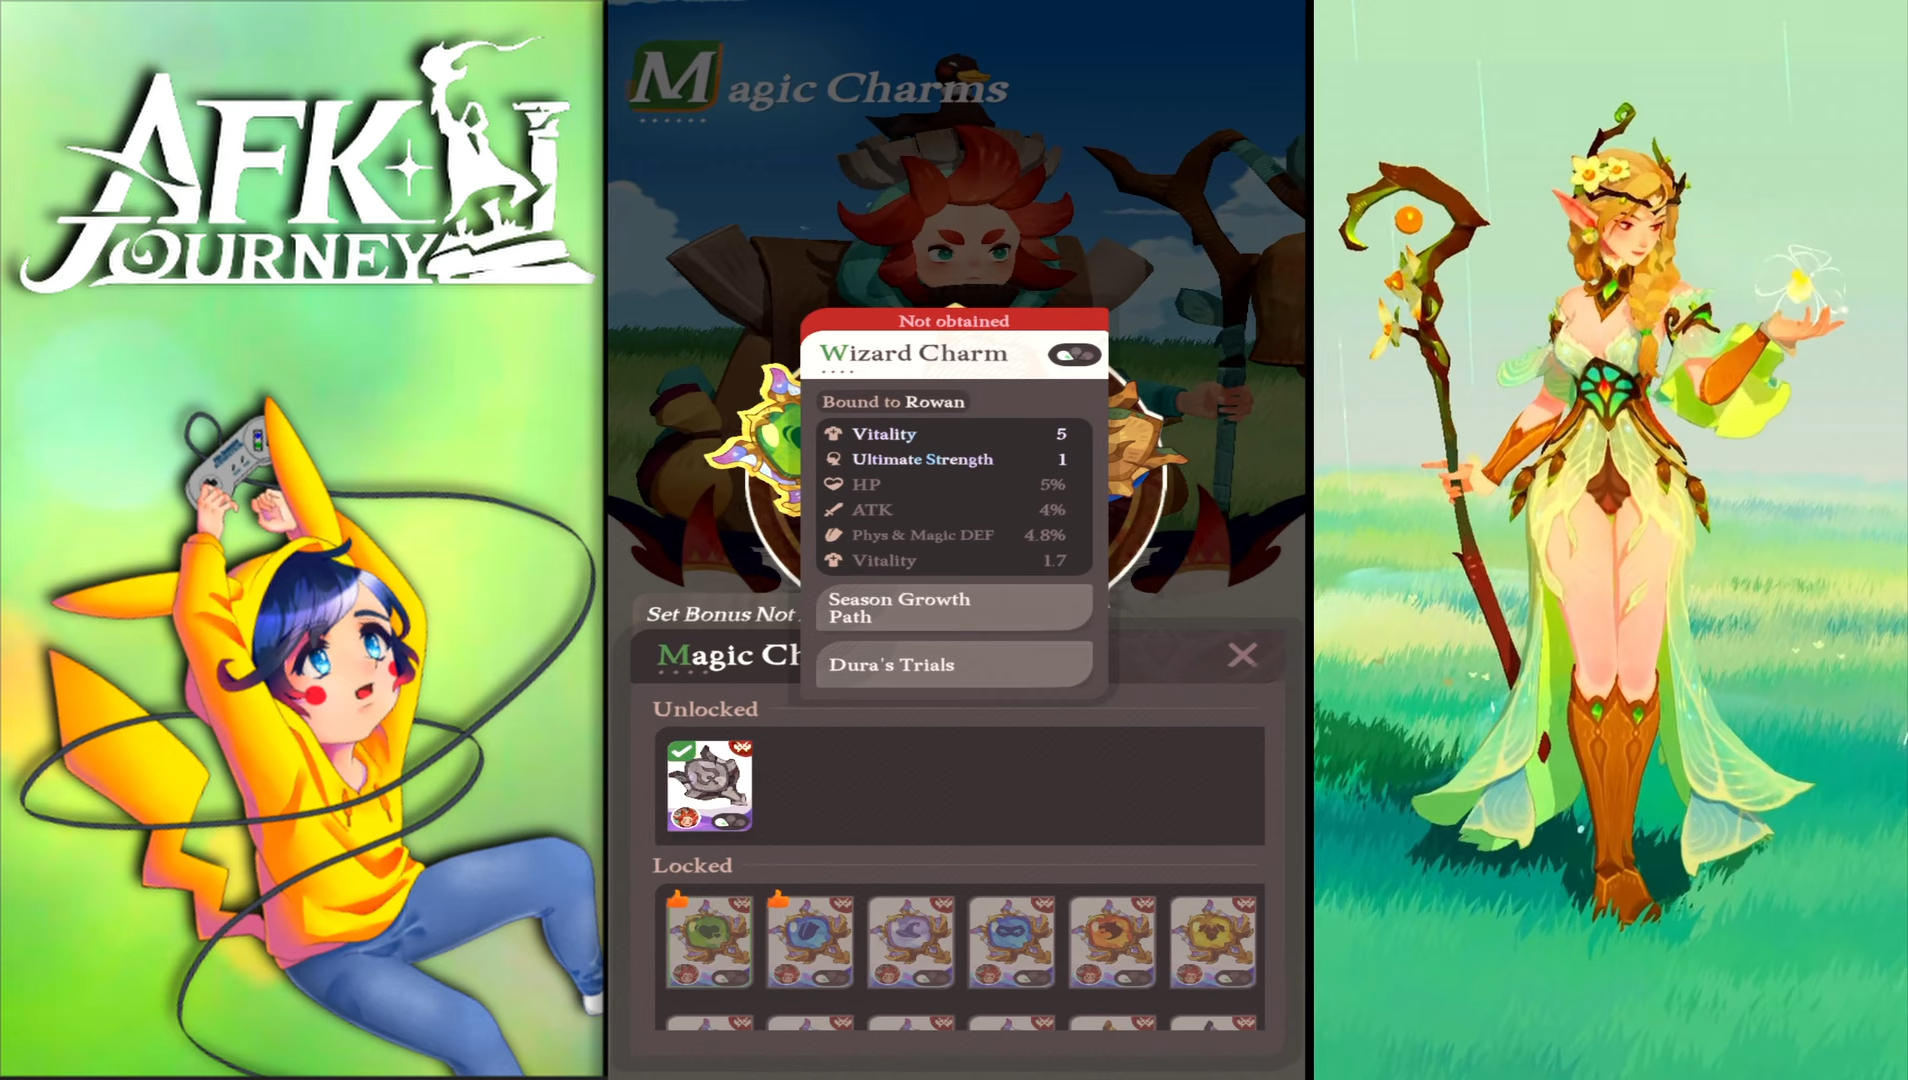 AFK
JOURNEY
Magic Charms
Not obtained
Wizard Charm
Bound to Rowan
Vitality 5
Ultimate Strength 1
HP 5%
ATK 4%
Phys & Magic DEF 4.8%
Vitality 1.7
Season Growth
Path
Dura's Trials
Set Bonus Not
Magic Ch
Unlocked
Locked